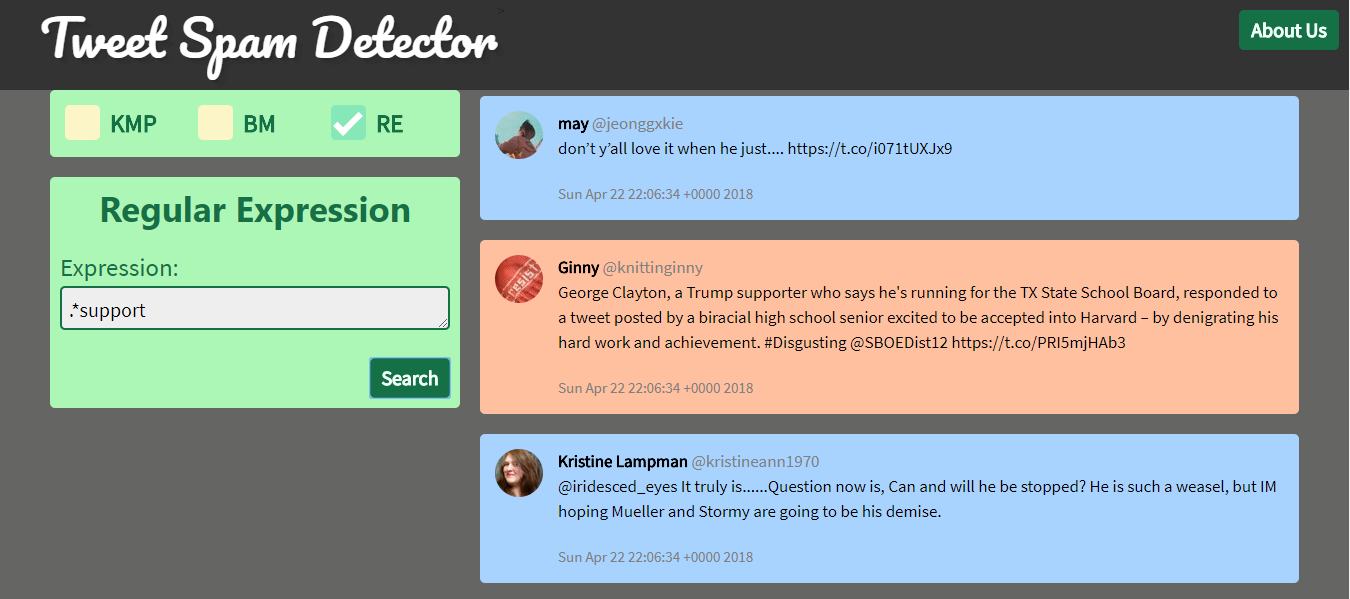 Tweet Spam Detector
>
About Us
KMP
BM
RE
Regular Expression
Expression:
.*support
Search
may @jeonggxkie
don’t y’all love it when he just.... https://t.co/i071tUXJx9
Sun Apr 22 22:06:34 +0000 2018
Ginny @knittinginny
George Clayton, a Trump supporter who says he's running for the TX State School Board, responded to
a tweet posted by a biracial high school senior excited to be accepted into Harvard – by denigrating his
hard work and achievement. #Disgusting @SBOEDist12 https://t.co/PRI5mjHAb3
Sun Apr 22 22:06:34 +0000 2018
resist
Kristine Lampman @kristineann1970
@iridesced_eyes It truly is......Question now is, Can and will he be stopped? He is such a weasel, but IM
hoping Mueller and Stormy are going to be his demise.
Sun Apr 22 22:06:34 +0000 2018